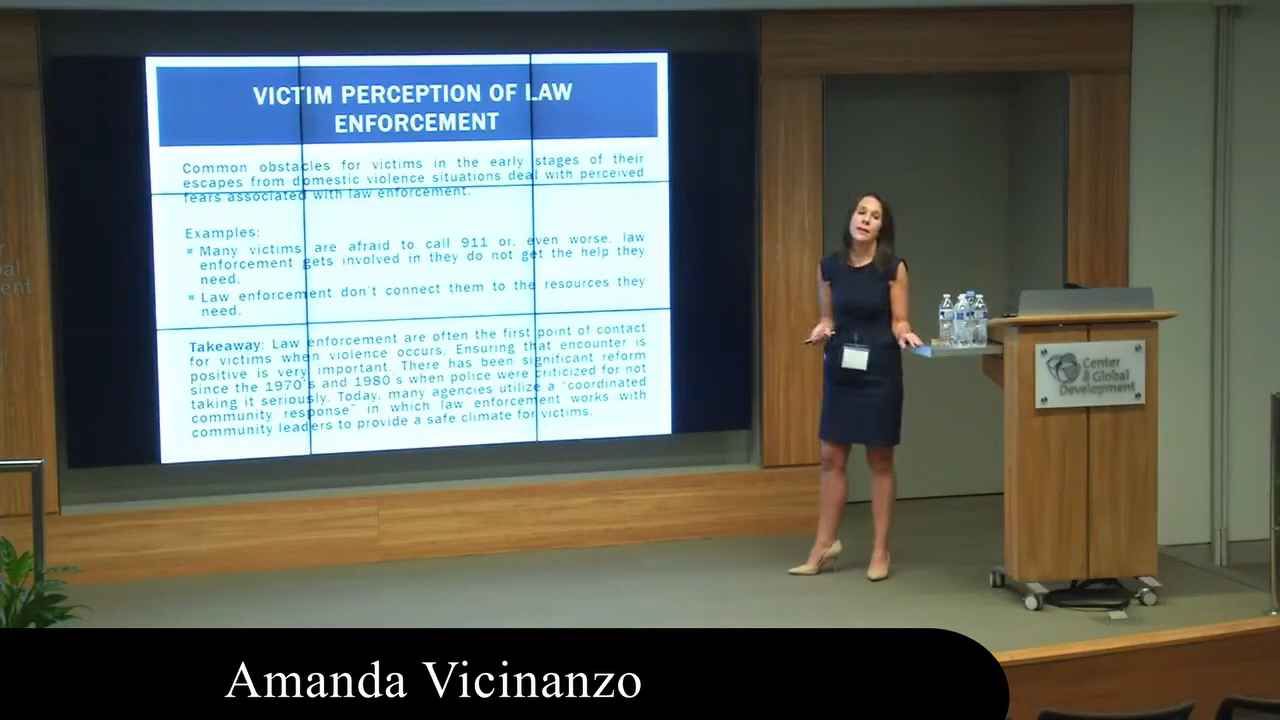 VICTIM PERCEPTION OF LAW
ENFORCEMENT
Common obstacles for victims in the early stages of their
escapes from domestic violence situations deal with perceived
fears associated with law enforcement.
Examples:
Many victims are afraid to call 911 or, even worse, law
enforcement gets involved in they do not get the help they
need.
Law enforcement don't connect them to the resources they
need.
Takeaway: Law enforcement are often the first point of contact
for victims when violence occurs. Ensuring that encounter is
positive is very important. There has been significant reform
since the 1970's and 1980's when police were criticized for not
taking it seriously. Today, many agencies utilize a "coordinated
community response" in which law enforcement works with
community leaders to provide a safe climate for victims.
Center
for Global
Development
Amanda Vicinanzo